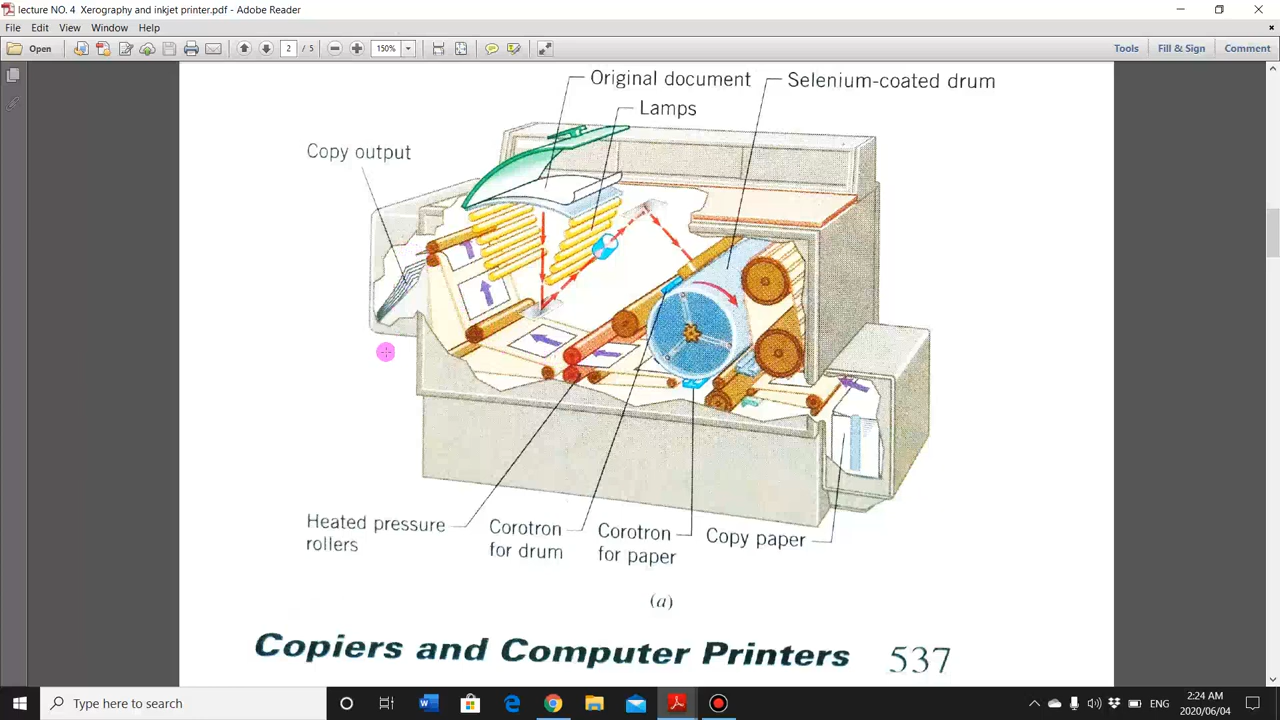 lecture NO. 4 Xerography and inkjet printer.pdf - Adobe Reader
File Edit View Window Help
Open 2 / 5 150% Tools Fill & Sign Comment
Original document
Selenium-coated drum
Lamps
Copy output
Heated pressure
rollers
Corotron
for drum
Corotron
for paper
Copy paper
(a)
Copiers and Computer Printers 537
Type here to search
ENG
2:24 AM
2020/06/04